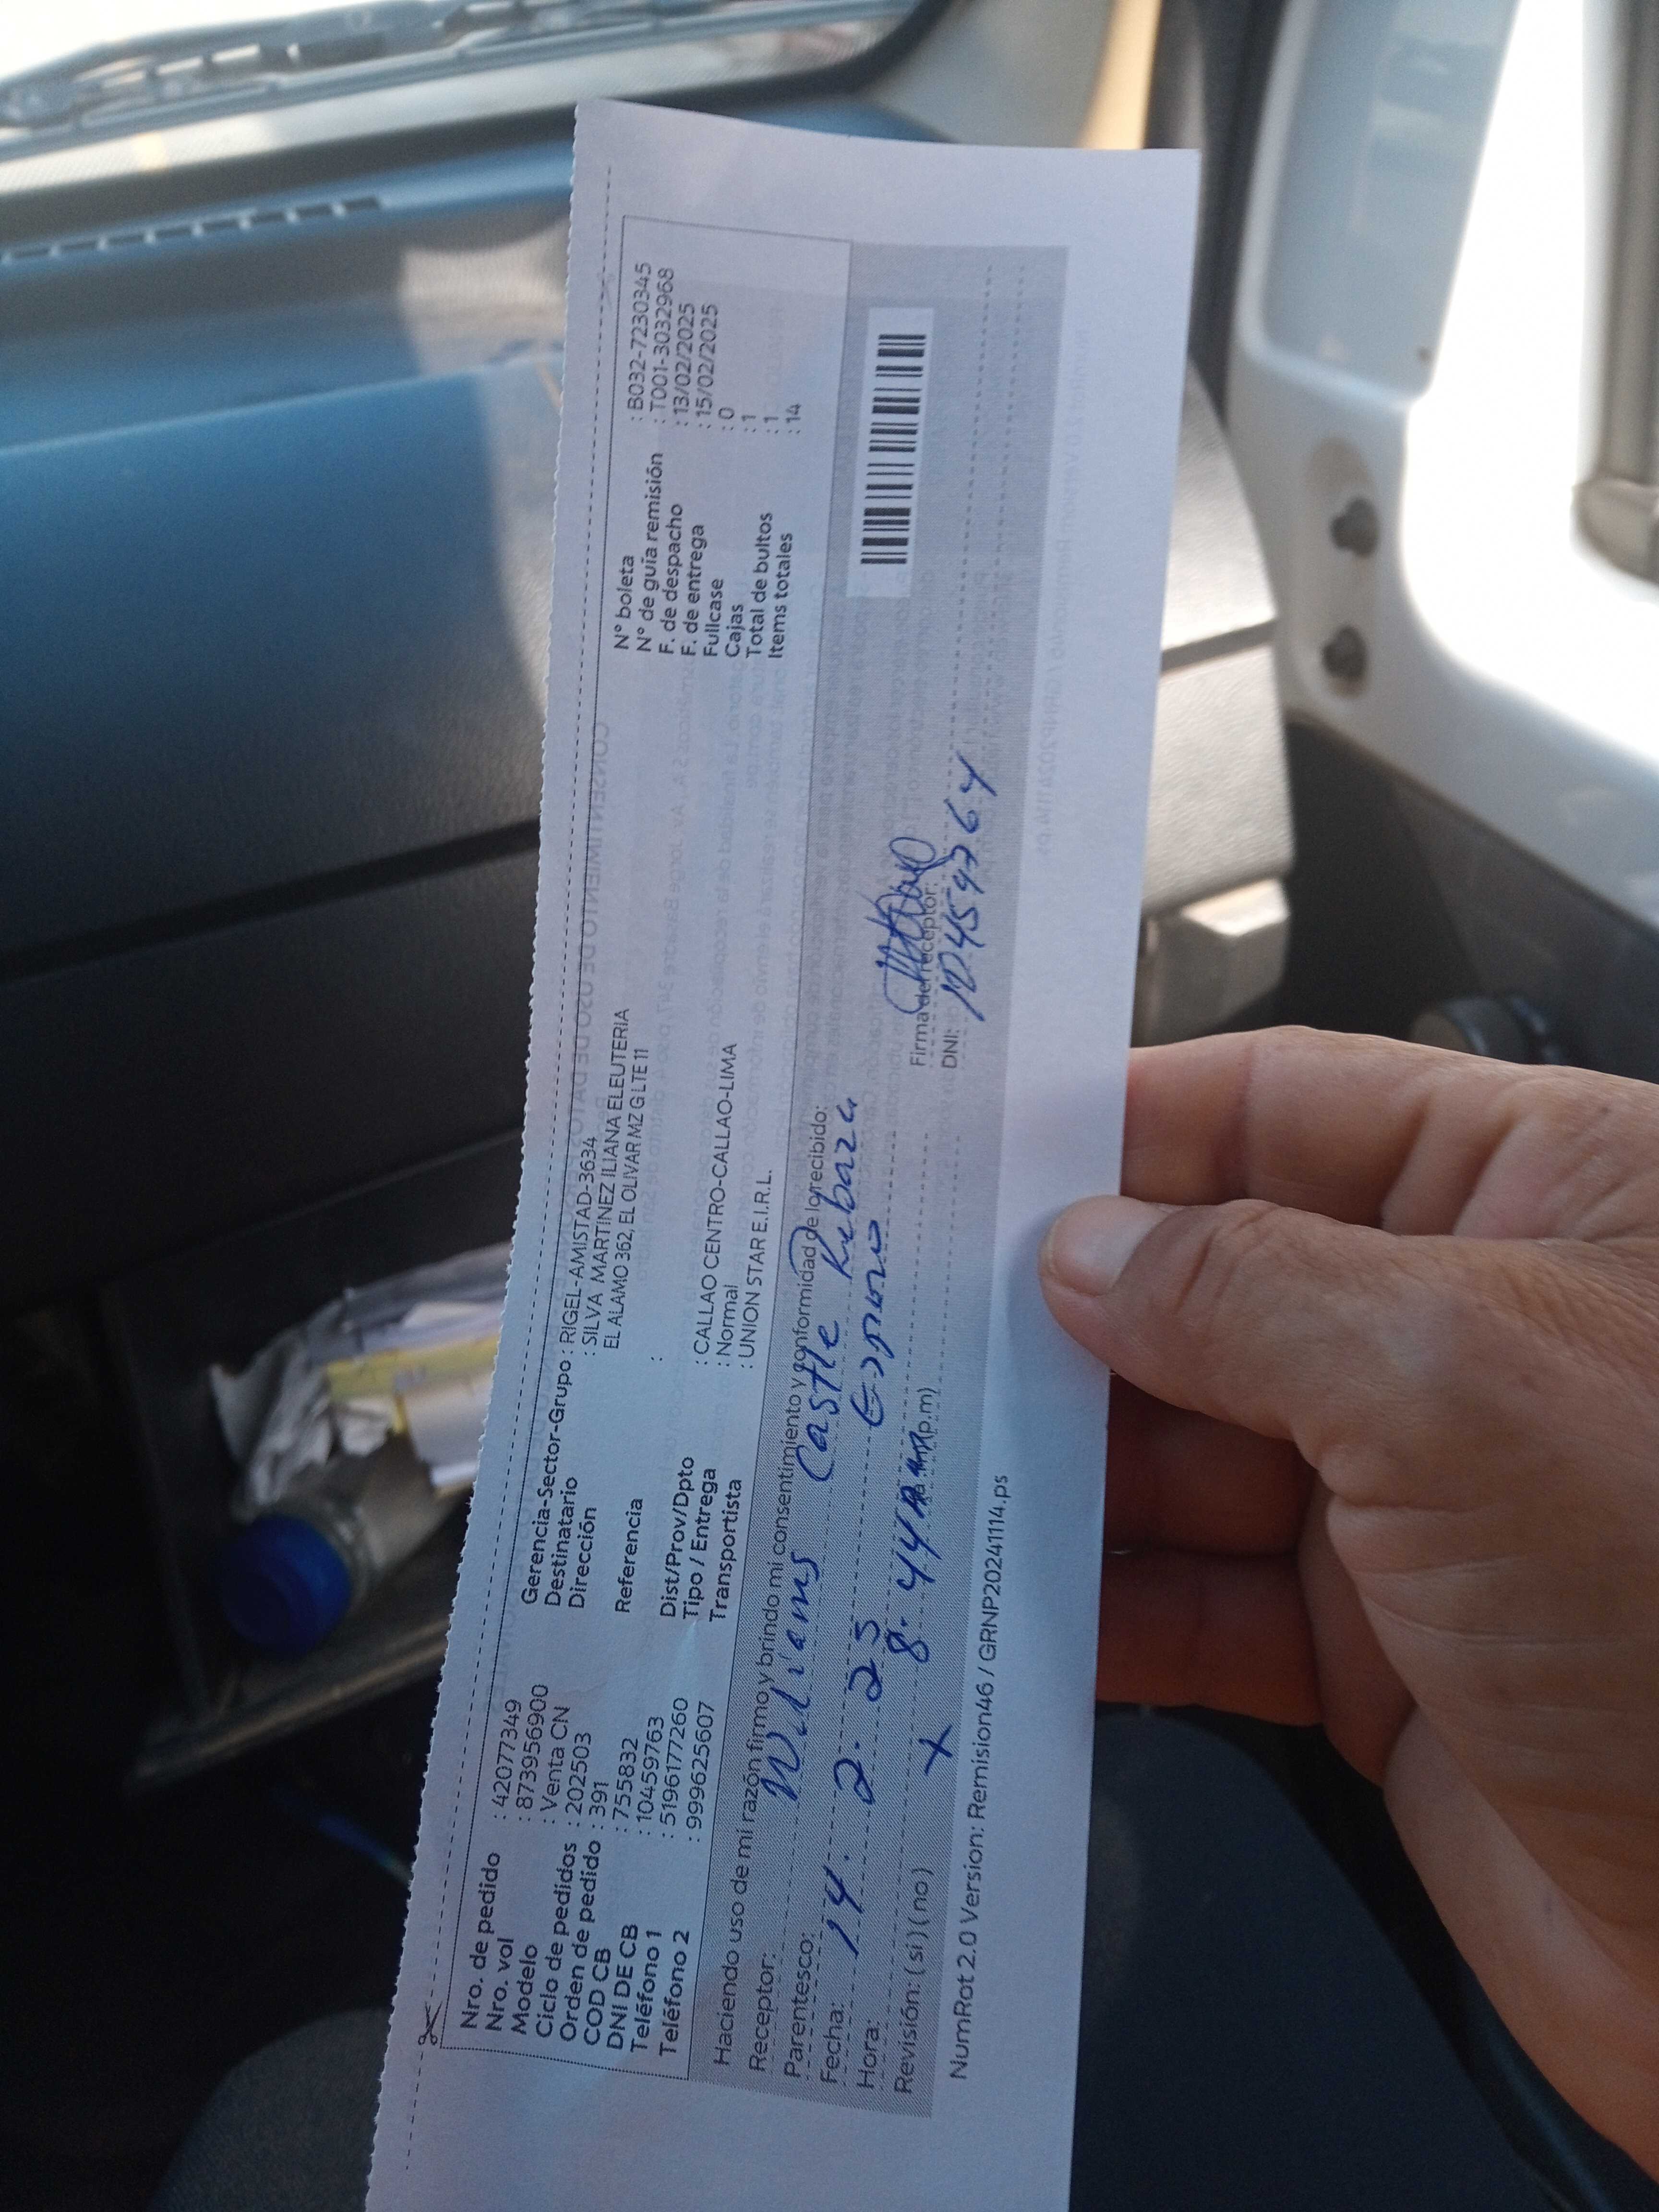 Nro. de pedido : 42077349
Nro. vol : 873956900
Modelo : Venta CN
Ciclo de pedidos : 202503
Orden de pedido : 391
COD CB : 755832
DNI DE CB : 10459763
Teléfono 1 : 5196177260
Teléfono 2 : 999625607
Gerencia-Sector-Grupo : RIGEL-AMISTAD-3634
Destinatario : SILVA MARTINEZ ILIANA ELEUTERIA
Dirección EL ALAMO 362, EL OLIVAR MZ G LTE 11
Referencia :
Dist/Prov/Dpto : CALLAO CENTRO-CALLAO-LIMA
Tipo / Entrega : Normal
Transportista : UNION STAR E.I.R.L.
N° boleta : B032-7230345
N° de guía remisión : T001-3032968
F. de despacho : 13/02/2025
F. de entrega : 15/02/2025
Fullcase : 0
Cajas : 1
Total de bultos : 1
Items totales : 14
Haciendo uso de mi razón firmo y brindo mi consentimiento y conformidad de lo recibido:
Receptor: Williams Castle
Parentesco: Esposo
Fecha: 14. 2. 25
Hora: 8.44 p.m)
Revisión: ( si ) ( no ) X
Firma del receptor:
DNI: 10459764
NumRot 2.0 Version: Remision46 / GRNP20241114.ps